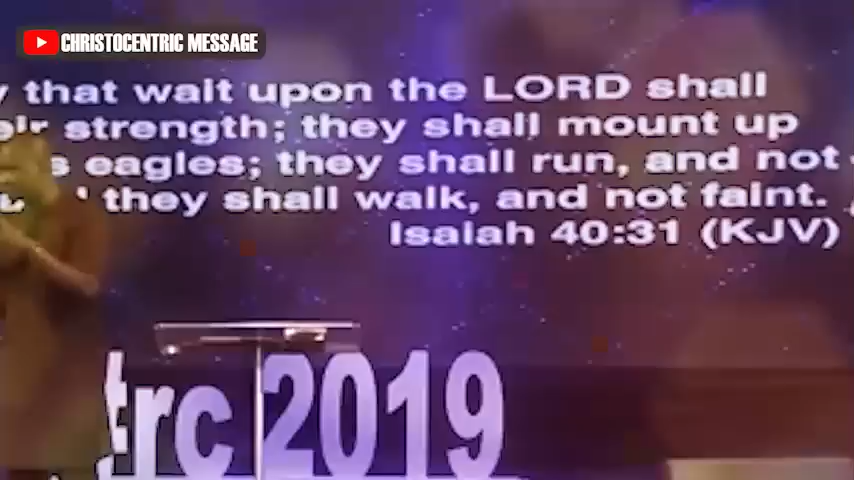 CHRISTOCENTRIC MESSAGE
that wait upon the LORD shall
strength; they shall mount up
eagles; they shall run, and not
they shall walk, and not faint.
Isaiah 40:31 (KJV)
rc 2019